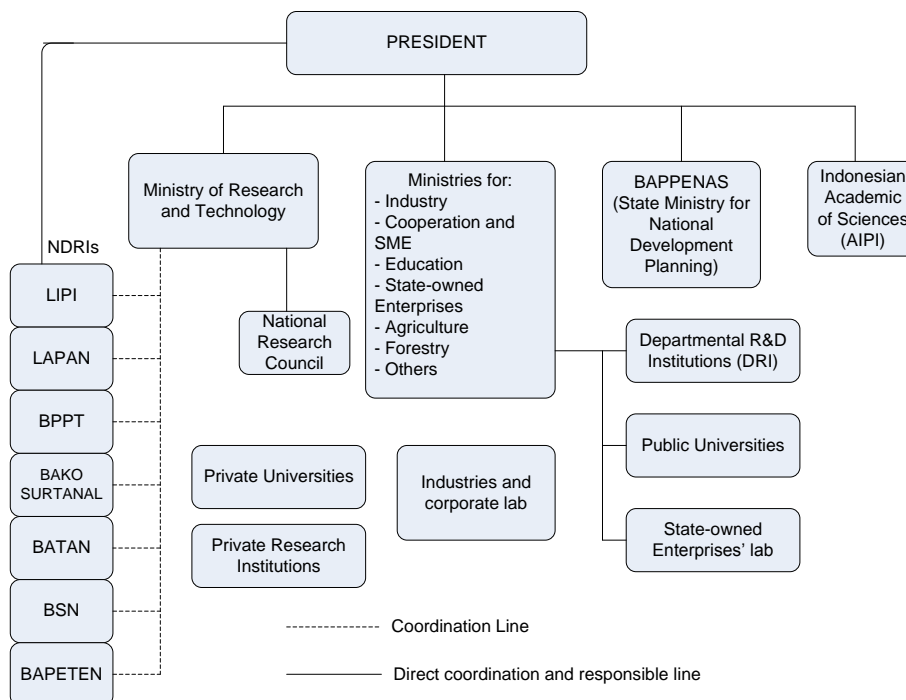 PRESIDENT
Ministry of Research
and Technology
Ministries for:
- Industry
- Cooperation and
SME
- Education
- State-owned
Enterprises
- Agriculture
- Forestry
- Others
BAPPENAS
(State Ministry for
National
Development
Planning)
Indonesian
Academic
of Sciences
(AIPI)
NDRIs
LIPI
LAPAN
BPPT
BAKO
SURTANAL
BATAN
BSN
BAPETEN
National
Research
Council
Departmental R&D
Institutions (DRI)
Public Universities
State-owned
Enterprises’ lab
Private Universities
Industries and
corporate lab
Private Research
Institutions
Coordination Line
Direct coordination and responsible line